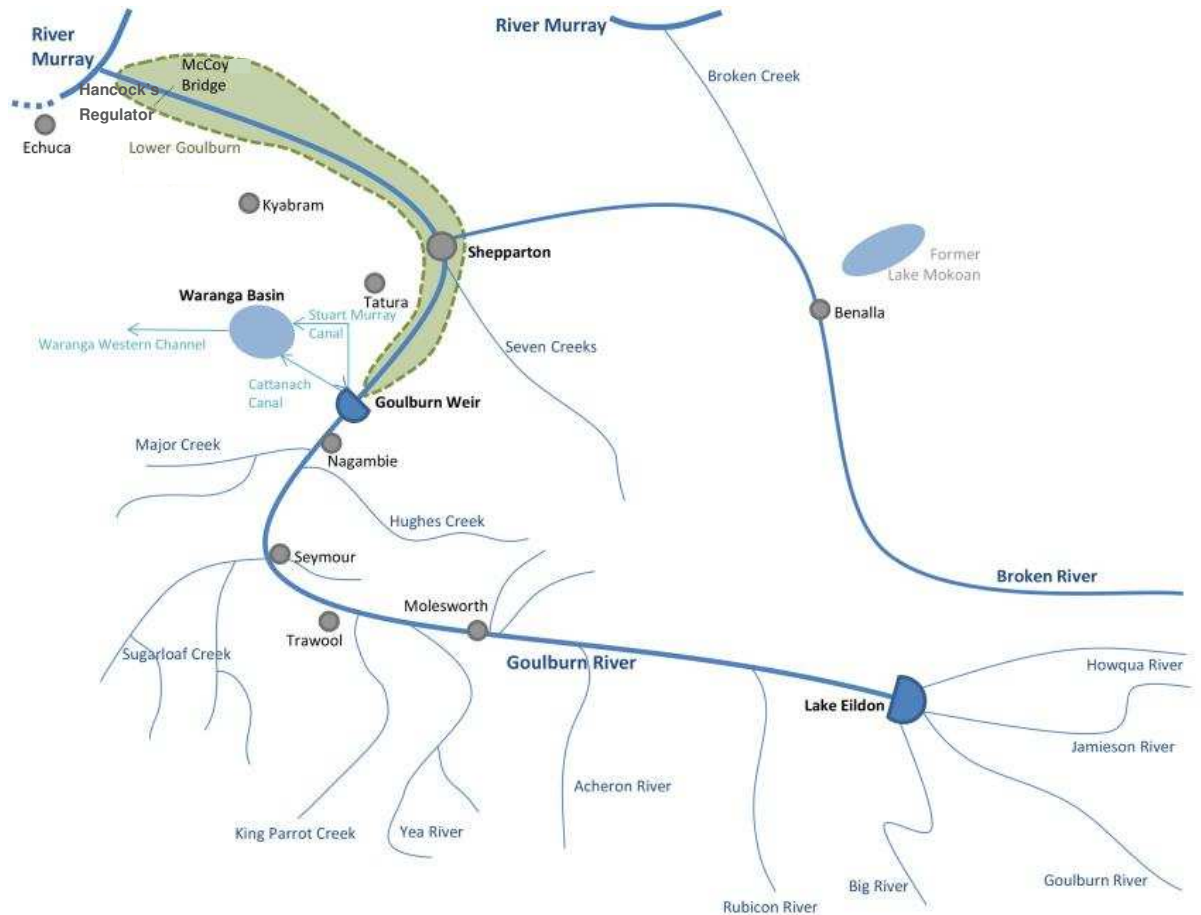 River
Murray
River Murray
McCoy
Bridge
Hancock's
Regulator
Broken Creek
Echuca
Lower Goulburn
Kyabram
Shepparton
Former
Lake Mokoan
Tatura
Waranga Basin
Benalla
Stuart Murray
Canal
Waranga Western Channel
Seven Creeks
Cattanach
Canal
Goulburn Weir
Major Creek
Nagambie
Hughes Creek
Seymour
Broken River
Molesworth
Trawool
Sugarloaf Creek
Goulburn River
Howqua River
Lake Eildon
Jamieson River
Acheron River
King Parrot Creek
Yea River
Goulburn River
Big River
Rubicon River